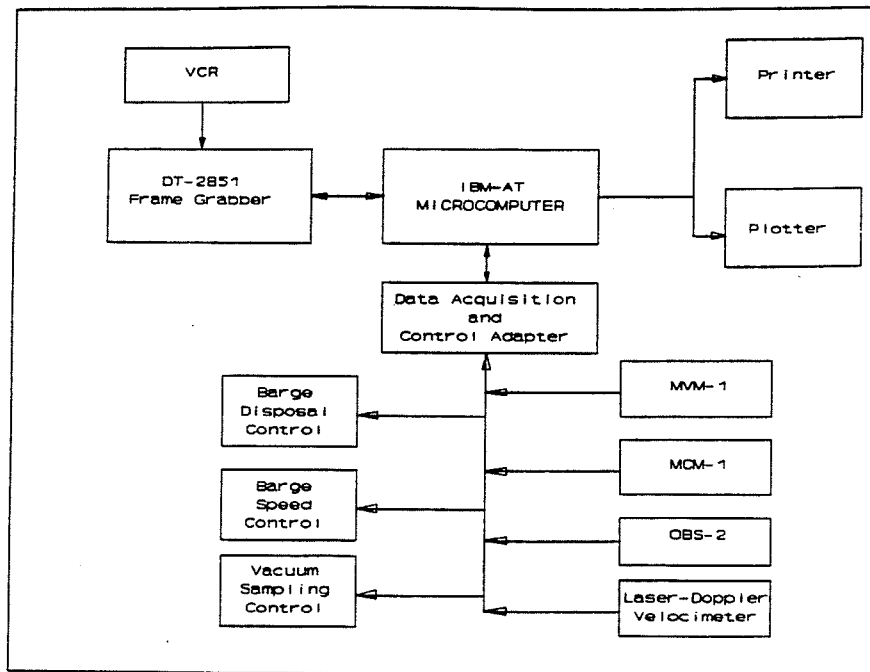 VCR
Printer
DT-2851
Frame Grabber
IBM-AT
MICROCOMPUTER
Plotter
Data Acquisition
and
Control Adapter
Barge
Disposal
Control
MVM-1
Barge
Speed
Control
MCM-1
OBS-2
Vacuum
Sampling
Control
Laser-Doppler
Velocimeter